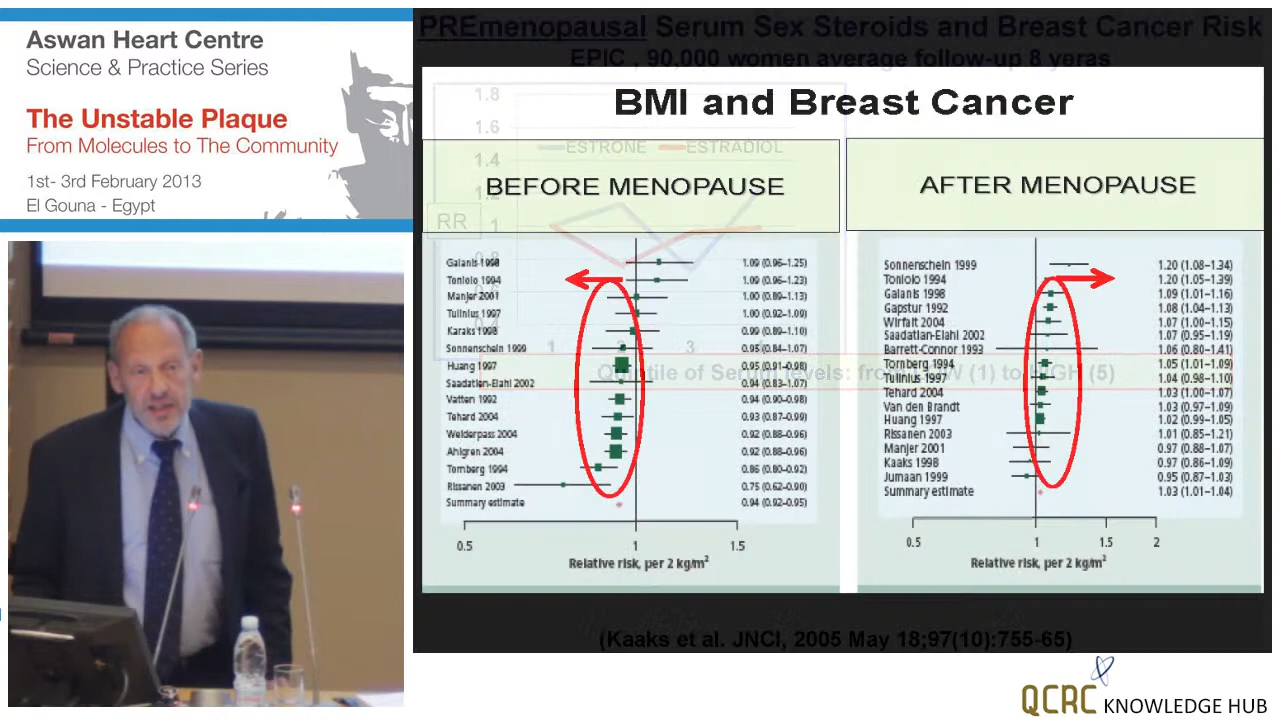 Aswan Heart Centre
Science & Practice Series
The Unstable Plaque
From Molecules to The Community
1st- 3rd February 2013
El Gouna - Egypt
PREmenopausal Serum Sex Steroids and Breast Cancer Risk
EPIC , 90,000 women average follow-up 8 yeras
BMI and Breast Cancer
1.8
1.6
1.4
ESTRONE ESTRADIOL
BEFORE MENOPAUSE
AFTER MENOPAUSE
RR
Galanis 1998 1.09 (0.96–1.25)
Toniolo 1994 1.09 (0.96–1.23)
Manjer 2001 1.00 (0.89–1.13)
Tulinius 1997 1.00 (0.92–1.09)
Karaks 1998 0.99 (0.89–1.10)
Sonnenschein 1999 0.95 (0.84–1.07)
Huang 1997 0.95 (0.91–0.98)
Saadatlen-Elahi 2002 0.94 (0.83–1.07)
Vatten 1992 0.94 (0.90–0.98)
Tehard 2004 0.93 (0.87–0.99)
Weiderpass 2004 0.92 (0.88–0.96)
Ahlgren 2004 0.92 (0.88–0.96)
Tornberg 1994 0.86 (0.80–0.92)
Rissanen 2003 0.75 (0.62–0.90)
Summary estimate 0.94 (0.92–0.95)
0.5 1 1.5
Relative risk, per 2 kg/m²
Sonnenschein 1999 1.20 (1.08–1.34)
Toniolo 1994 1.20 (1.05–1.39)
Galanis 1998 1.09 (1.01–1.16)
Gapstur 1992 1.08 (1.04–1.13)
Wirfalt 2004 1.07 (1.00–1.15)
Saadatlan-Elahi 2002 1.07 (0.95–1.19)
Barrett-Connor 1993 1.06 (0.80–1.41)
Tornberg 1994 1.05 (1.01–1.09)
Tulinius 1997 1.04 (0.98–1.10)
Tehard 2004 1.03 (1.00–1.07)
Van den Brandt 1.03 (0.97–1.09)
Huang 1997 1.02 (0.99–1.05)
Rissanen 2003 1.01 (0.85–1.21)
Manjer 2001 0.97 (0.88–1.07)
Kaaks 1998 0.97 (0.86–1.09)
Jumaan 1999 0.95 (0.87–1.03)
Summary estimate 1.03 (1.01–1.04)
0.5 1 1.5 2
Relative risk, per 2 kg/m²
Quintile of Serum levels: from LOW (1) to HIGH (5)
(Kaaks et al. JNCI, 2005 May 18;97(10):755-65)
QCRC KNOWLEDGE HUB